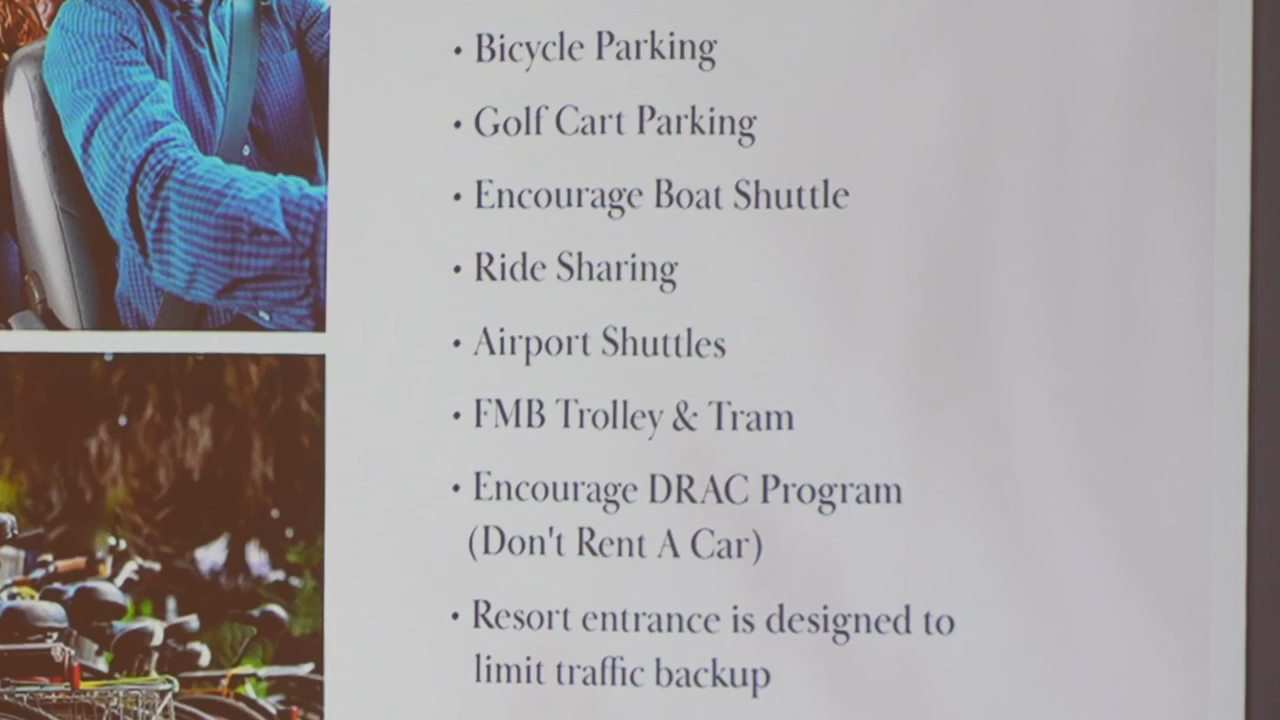 • Bicycle Parking
• Golf Cart Parking
• Encourage Boat Shuttle
• Ride Sharing
• Airport Shuttles
• FMB Trolley & Tram
• Encourage DRAC Program
(Don't Rent A Car)
• Resort entrance is designed to
limit traffic backup